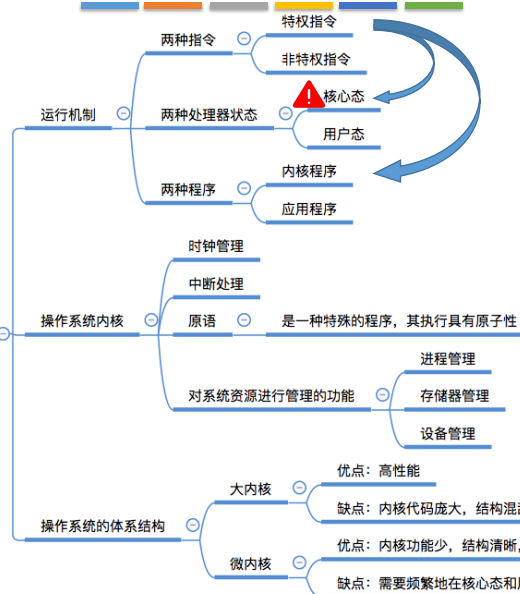 特权指令
两种指令
非特权指令
核心态
运行机制
两种处理器状态
用户态
内核程序
两种程序
应用程序
时钟管理
中断处理
操作系统内核
原语
是一种特殊的程序，其执行具有原子性
进程管理
对系统资源进行管理的功能
存储器管理
设备管理
优点：高性能
大内核
缺点：内核代码庞大，结构混
操作系统的体系结构
优点：内核功能少，结构清晰，
微内核
缺点：需要频繁地在核心态和